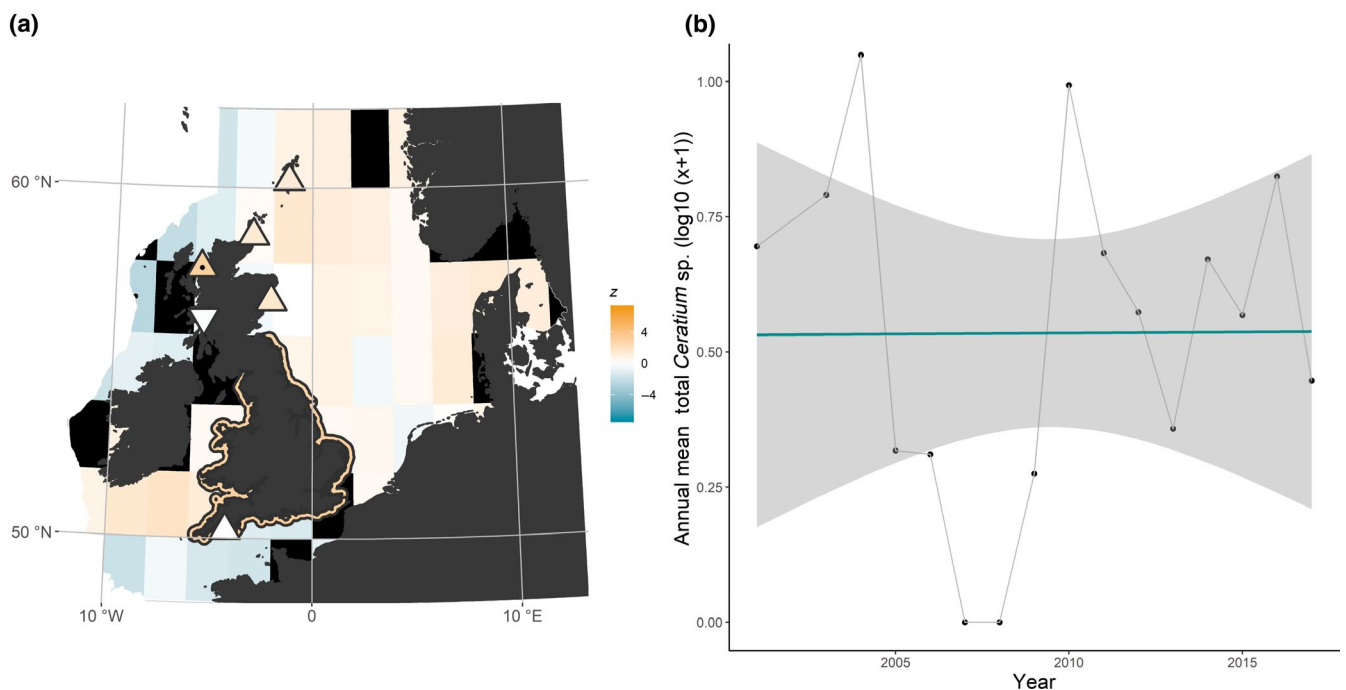 (a)
60 °N
50 °N
10 °W
0
10 °E
z
4
0
−4
(b)
Annual mean total Ceratium sp. (log10 (x+1))
1.00
0.75
0.50
0.25
0.00
2005
2010
2015
Year